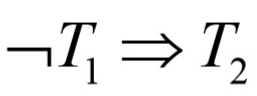 ¬T₁ ⇒ T₂